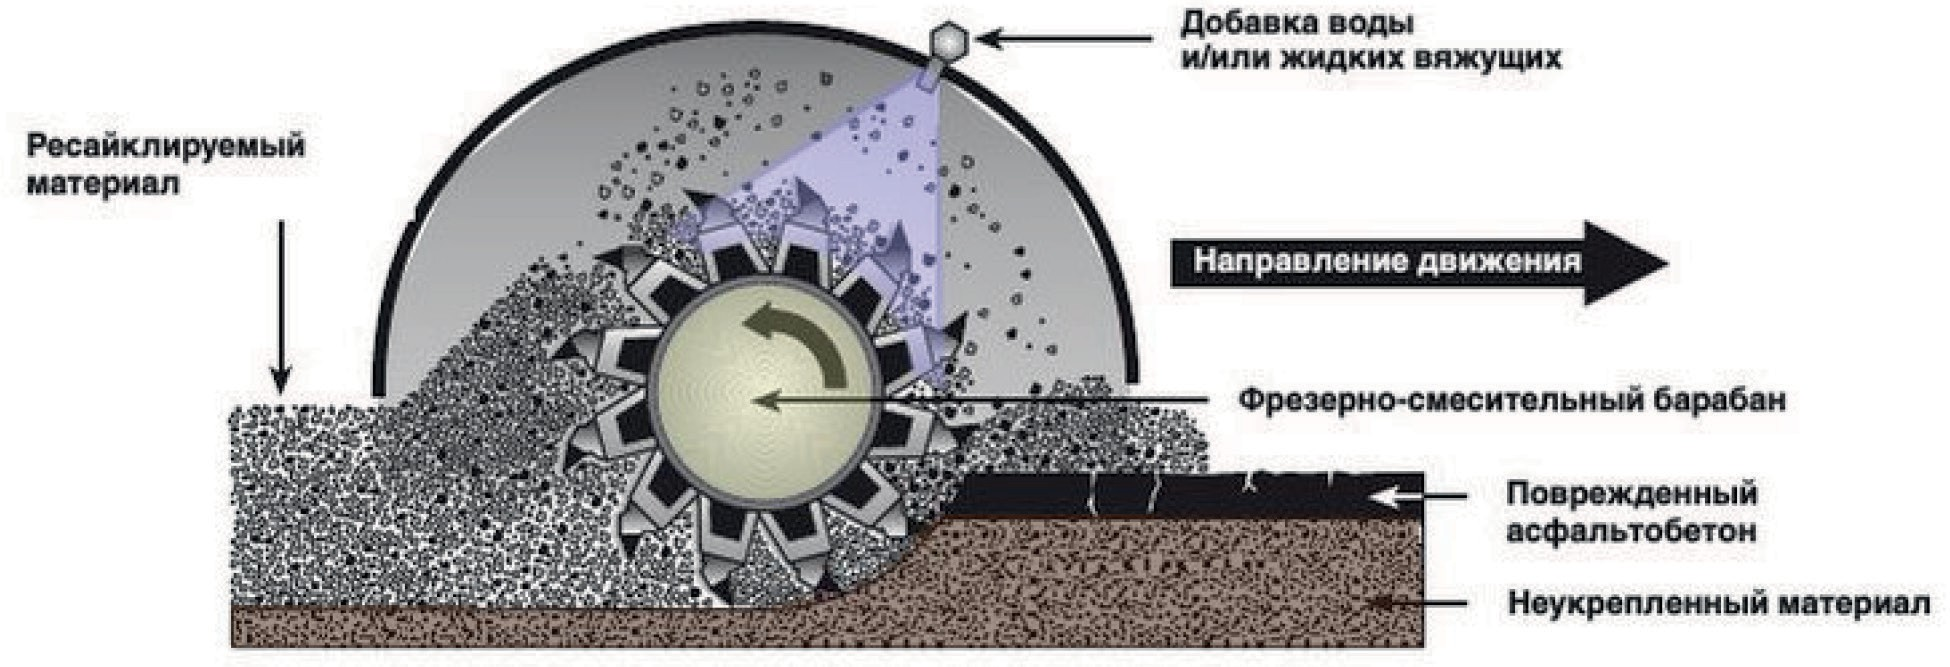 Добавка воды
и/или жидких вяжущих
Ресайклируемый
материал
Направление движения
Фрезерно-смесительный барабан
Поврежденный
асфальтобетон
Неукрепленный материал